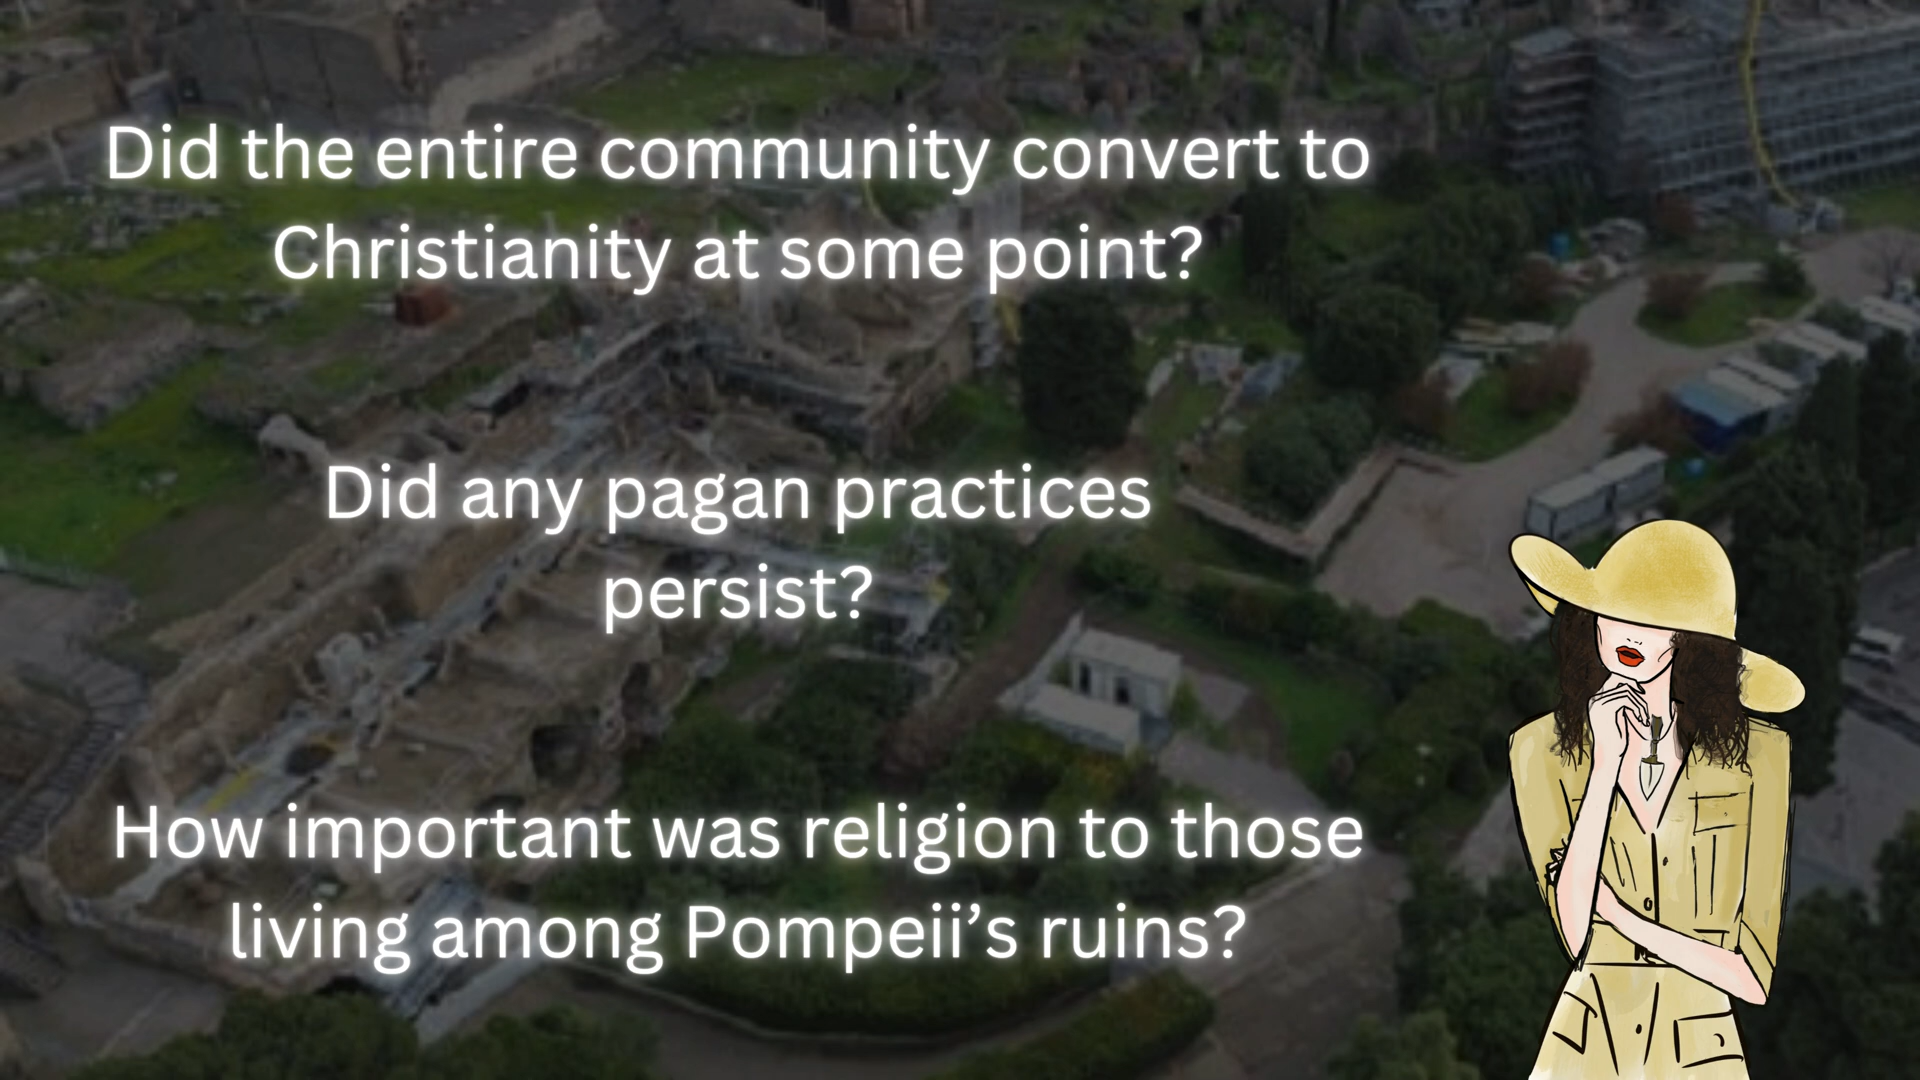 Did the entire community convert to
Christianity at some point?
Did any pagan practices
persist?
How important was religion to those
living among Pompeii’s ruins?